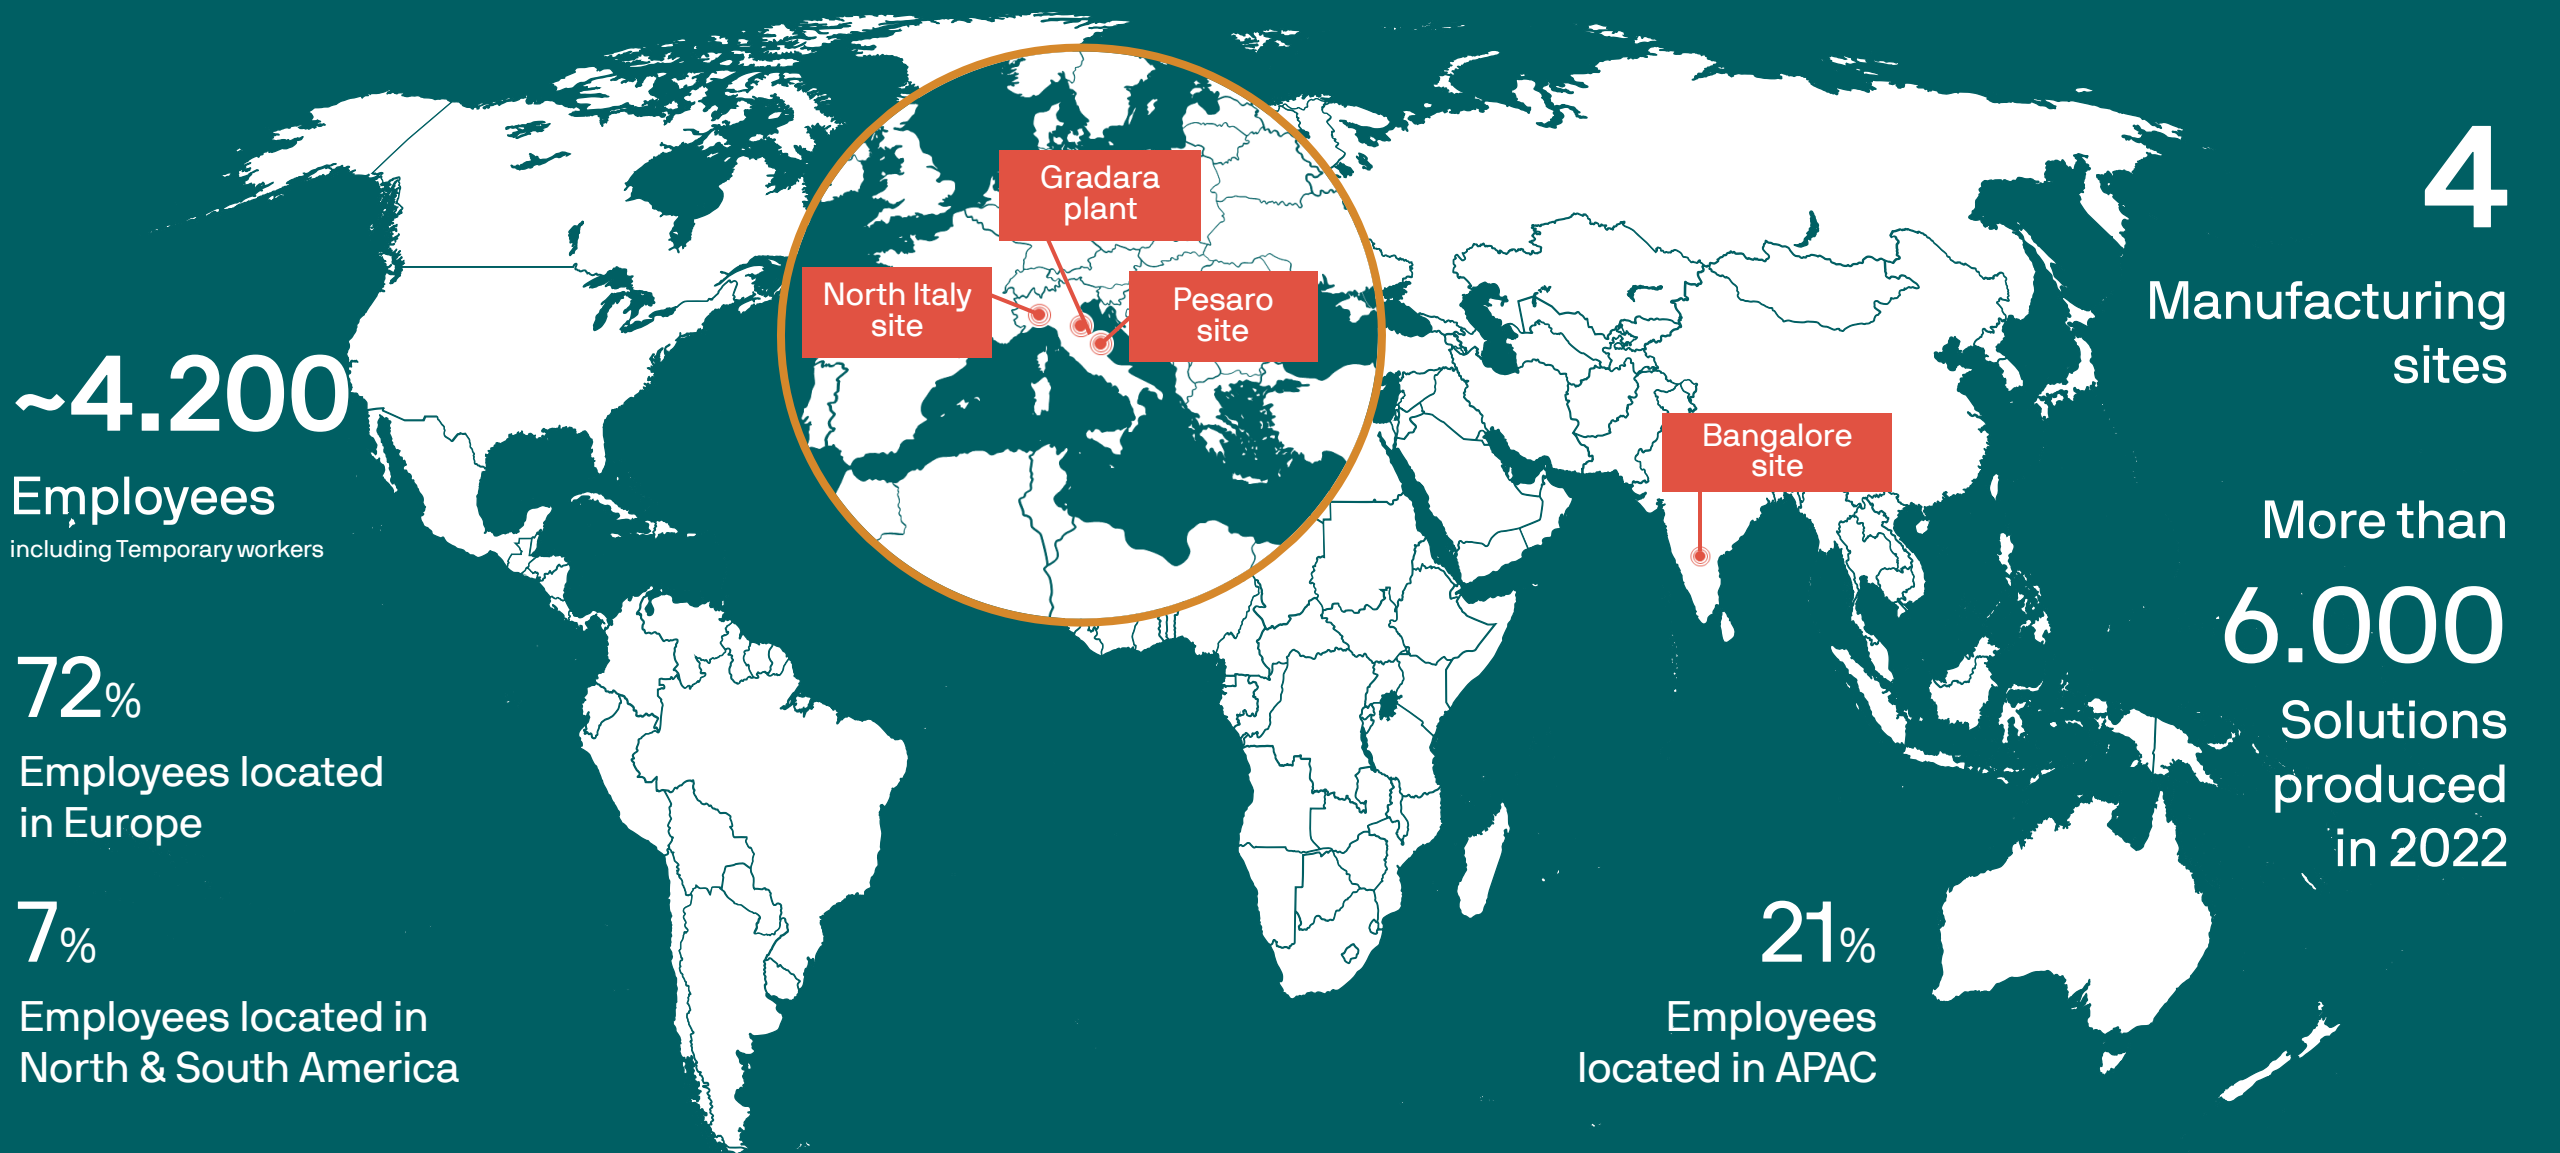 ~4.200
Employees
including Temporary workers
72%
Employees located
in Europe
7%
Employees located in
North & South America
Gradara
plant
North Italy
site
Pesaro
site
Bangalore
site
21%
Employees
located in APAC
4
Manufacturing
sites
More than
6.000
Solutions
produced
in 2022